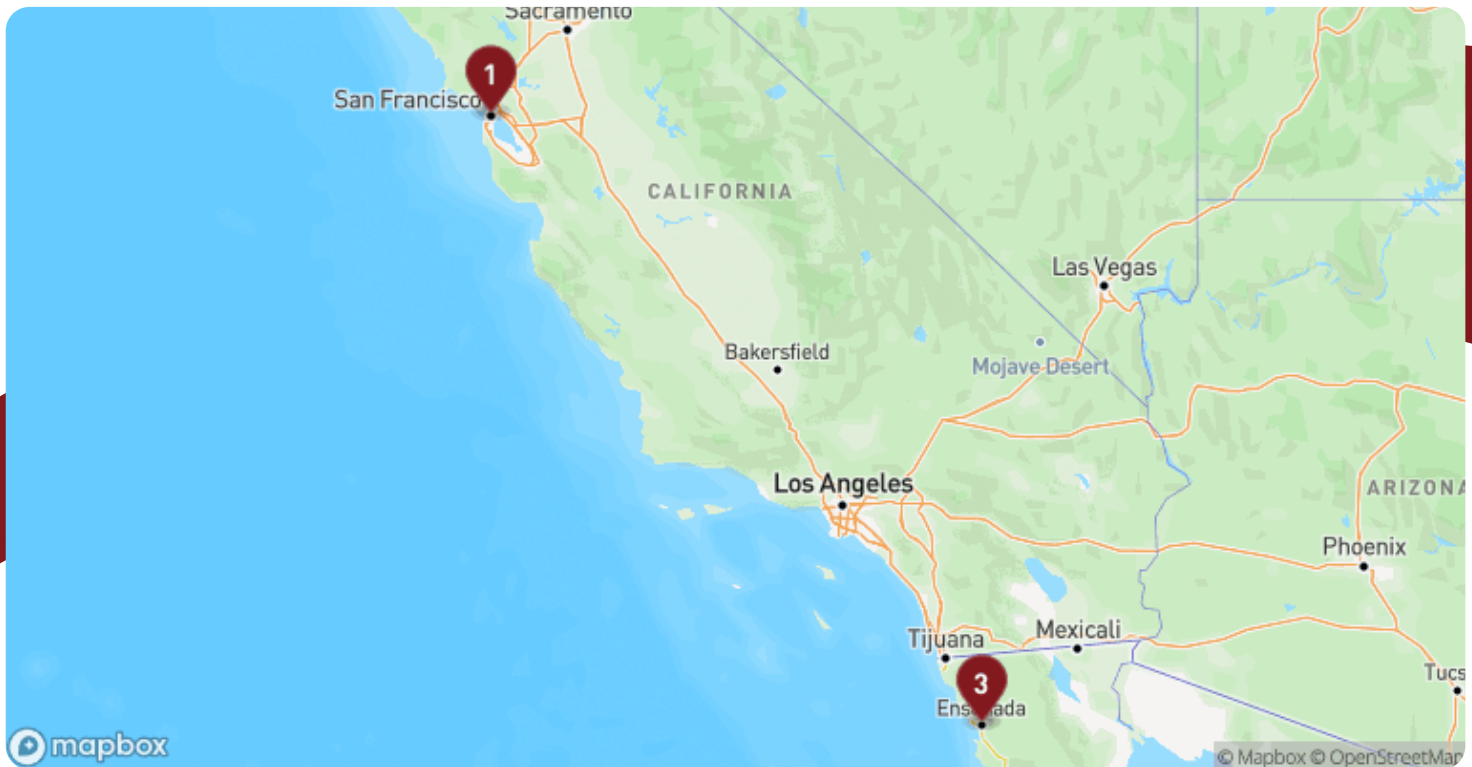 Sacramento
1
San Francisco
CALIFORNIA
Las Vegas
Bakersfield
Mojave Desert
Los Angeles
ARIZONA
Phoenix
Tijuana
Mexicali
3
Tucs
Ensenada
mapbox
© Mapbox © OpenStreetMap